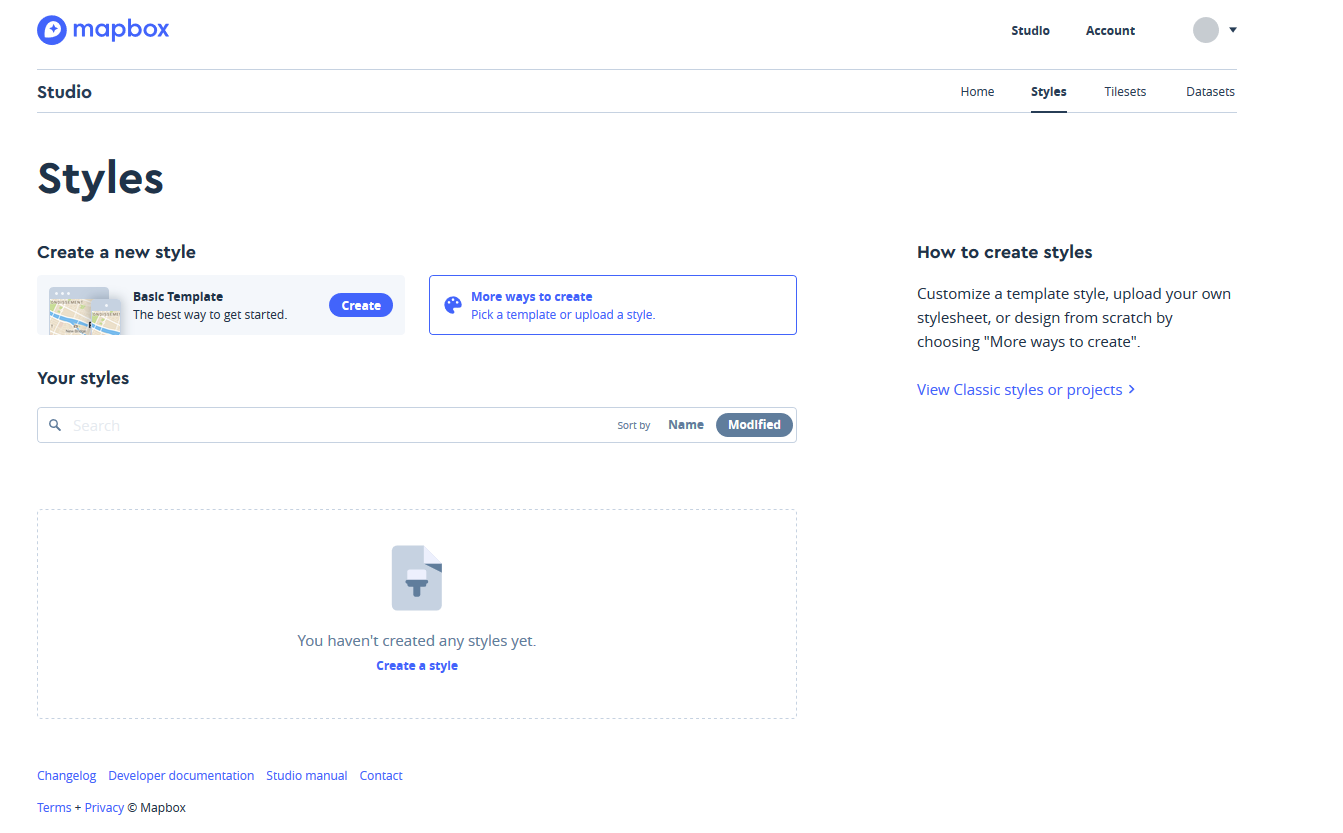 mapbox
Studio Account
Studio
Home Styles Tilesets Datasets
Styles
Create a new style
Basic Template
The best way to get started.
Create
More ways to create
Pick a template or upload a style.
How to create styles
Customize a template style, upload your own
stylesheet, or design from scratch by
choosing "More ways to create".
View Classic styles or projects
Your styles
Search
Sort by Name Modified
You haven't created any styles yet.
Create a style
Changelog Developer documentation Studio manual Contact
Terms + Privacy © Mapbox